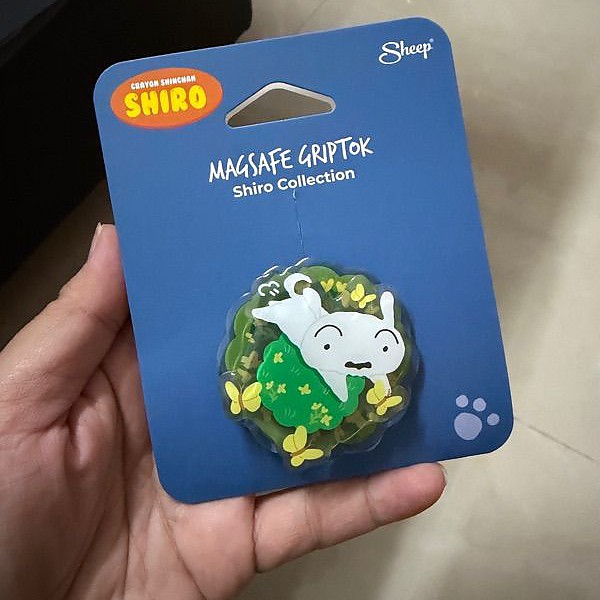 Sheep®
CRAYON SHINCHAN
SHIRO
MAGSAFE GRIPTOK
Shiro Collection